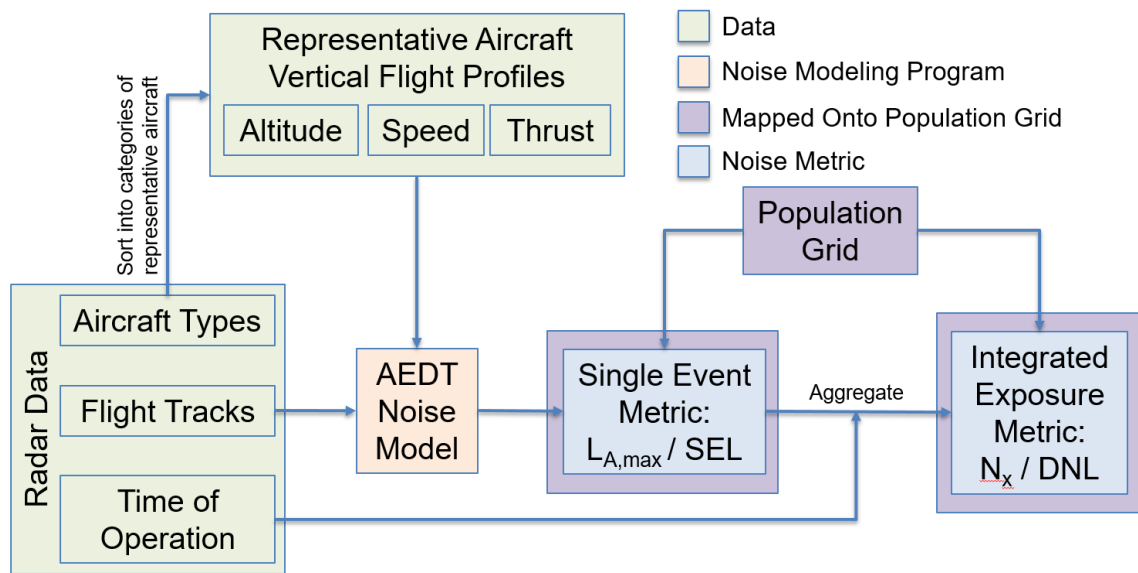 Representative Aircraft
Vertical Flight Profiles
Altitude
Speed
Thrust
Data
Noise Modeling Program
Mapped Onto Population Grid
Noise Metric
Sort into categories of
representative aircraft
Population
Grid
Radar Data
Aircraft Types
Flight Tracks
Time of
Operation
AEDT
Noise
Model
Single Event
Metric:
L_A,max / SEL
Aggregate
Integrated
Exposure
Metric:
N_x / DNL